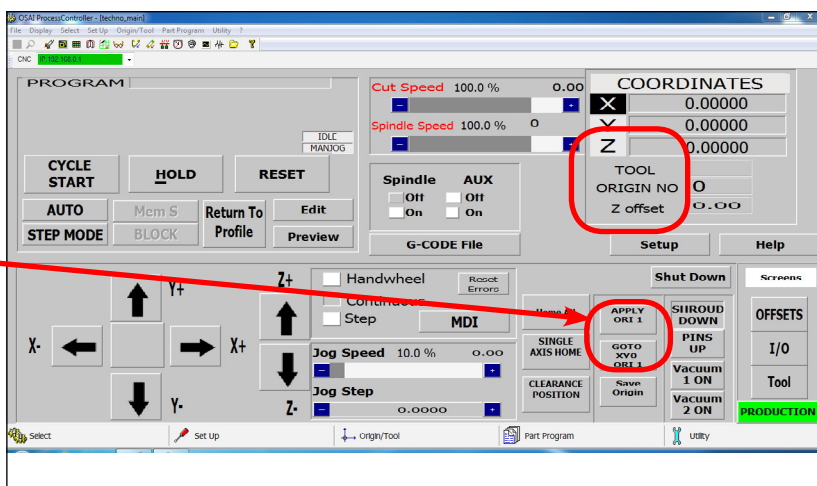 OSAI ProcessController - [techno_main]
File Display Select Set Up Origin/Tool Part Program Utility ?
CNC IP:192.168.0.1
PROGRAM
Cut Speed 100.0 % 0.00
COORDINATES
X 0.00000
Spindle Speed 100.0 % 0
Y 0.00000
IDLE
MANJOG
Z 0.00000
CYCLE START
HOLD
RESET
TOOL
Spindle AUX
ORIGIN NO 0
Off Off
Z offset 0.00
On On
AUTO
Mem S
Return To Profile
Edit
STEP MODE
BLOCK
Preview
G-CODE File
Setup
Help
Z+
Handwheel
Reset Errors
Shut Down
Screens
Y+
Continuous
Home All
APPLY ORI 1
SHROUD DOWN
OFFSETS
Step
MDI
X- X+
SINGLE AXIS HOME
GOTO XY0 ORI 1
PINS UP
I/O
Jog Speed 10.0 % 0.00
Vacuum 1 ON
Jog Step
CLEARANCE POSITION
Save Origin
Tool
Y-
Z-
0.0000
Vacuum 2 ON
PRODUCTION
Select
Set Up
Origin/Tool
Part Program
Utility